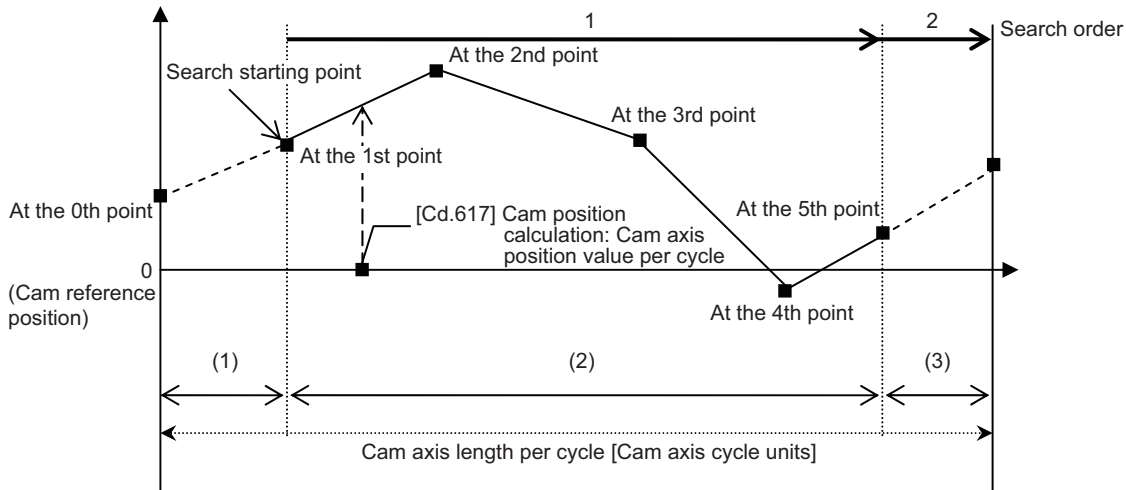 1
2
Search order
At the 2nd point
Search starting point
At the 3rd point
At the 1st point
At the 0th point
[Cd.617] Cam position
calculation: Cam axis
position value per cycle
At the 5th point
0
(Cam reference
position)
At the 4th point
(1)
(2)
(3)
Cam axis length per cycle [Cam axis cycle units]